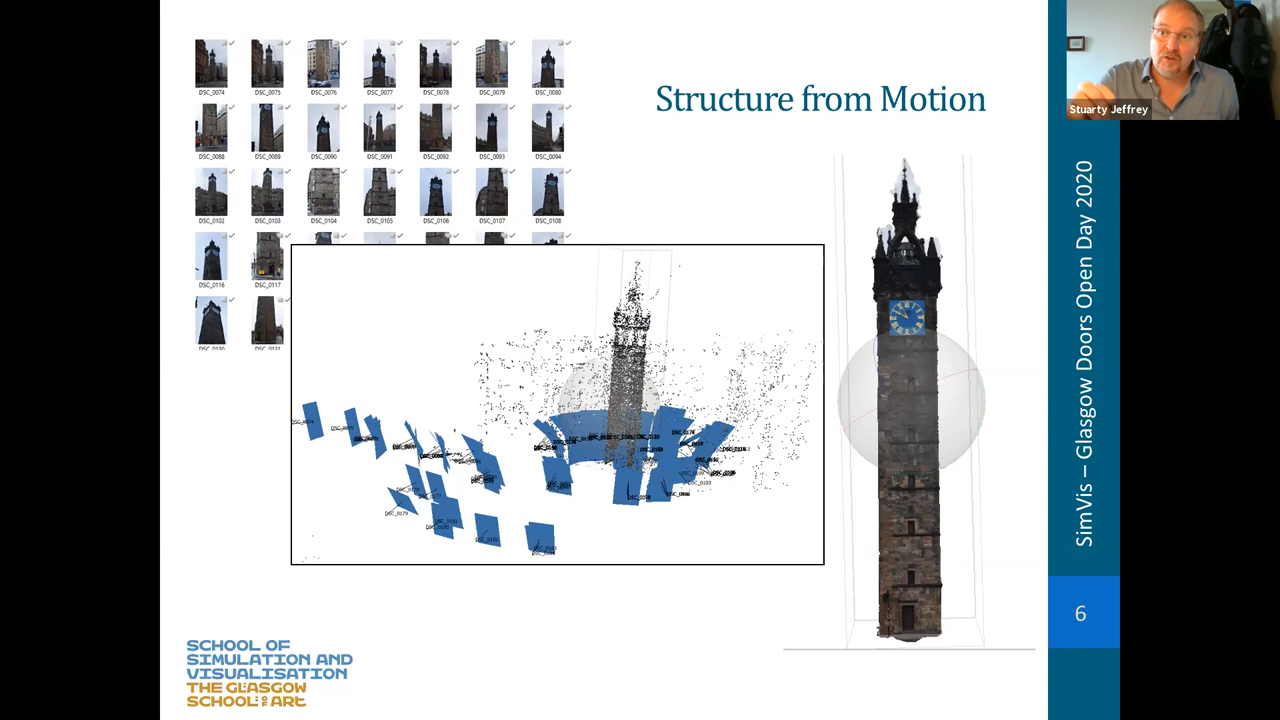 DSC_0074 DSC_0075 DSC_0076 DSC_0077 DSC_0078 DSC_0079 DSC_0080
DSC_0088 DSC_0089 DSC_0090 DSC_0091 DSC_0092 DSC_0093 DSC_0094
DSC_0102 DSC_0103 DSC_0104 DSC_0105 DSC_0106 DSC_0107 DSC_0108
DSC_0116 DSC_0117
Structure from Motion
Stuarty Jeffrey
SimVis – Glasgow Doors Open Day 2020
6
SCHOOL OF
SIMULATION AND
VISUALISATION
THE GLASGOW
SCHOOL OF ART